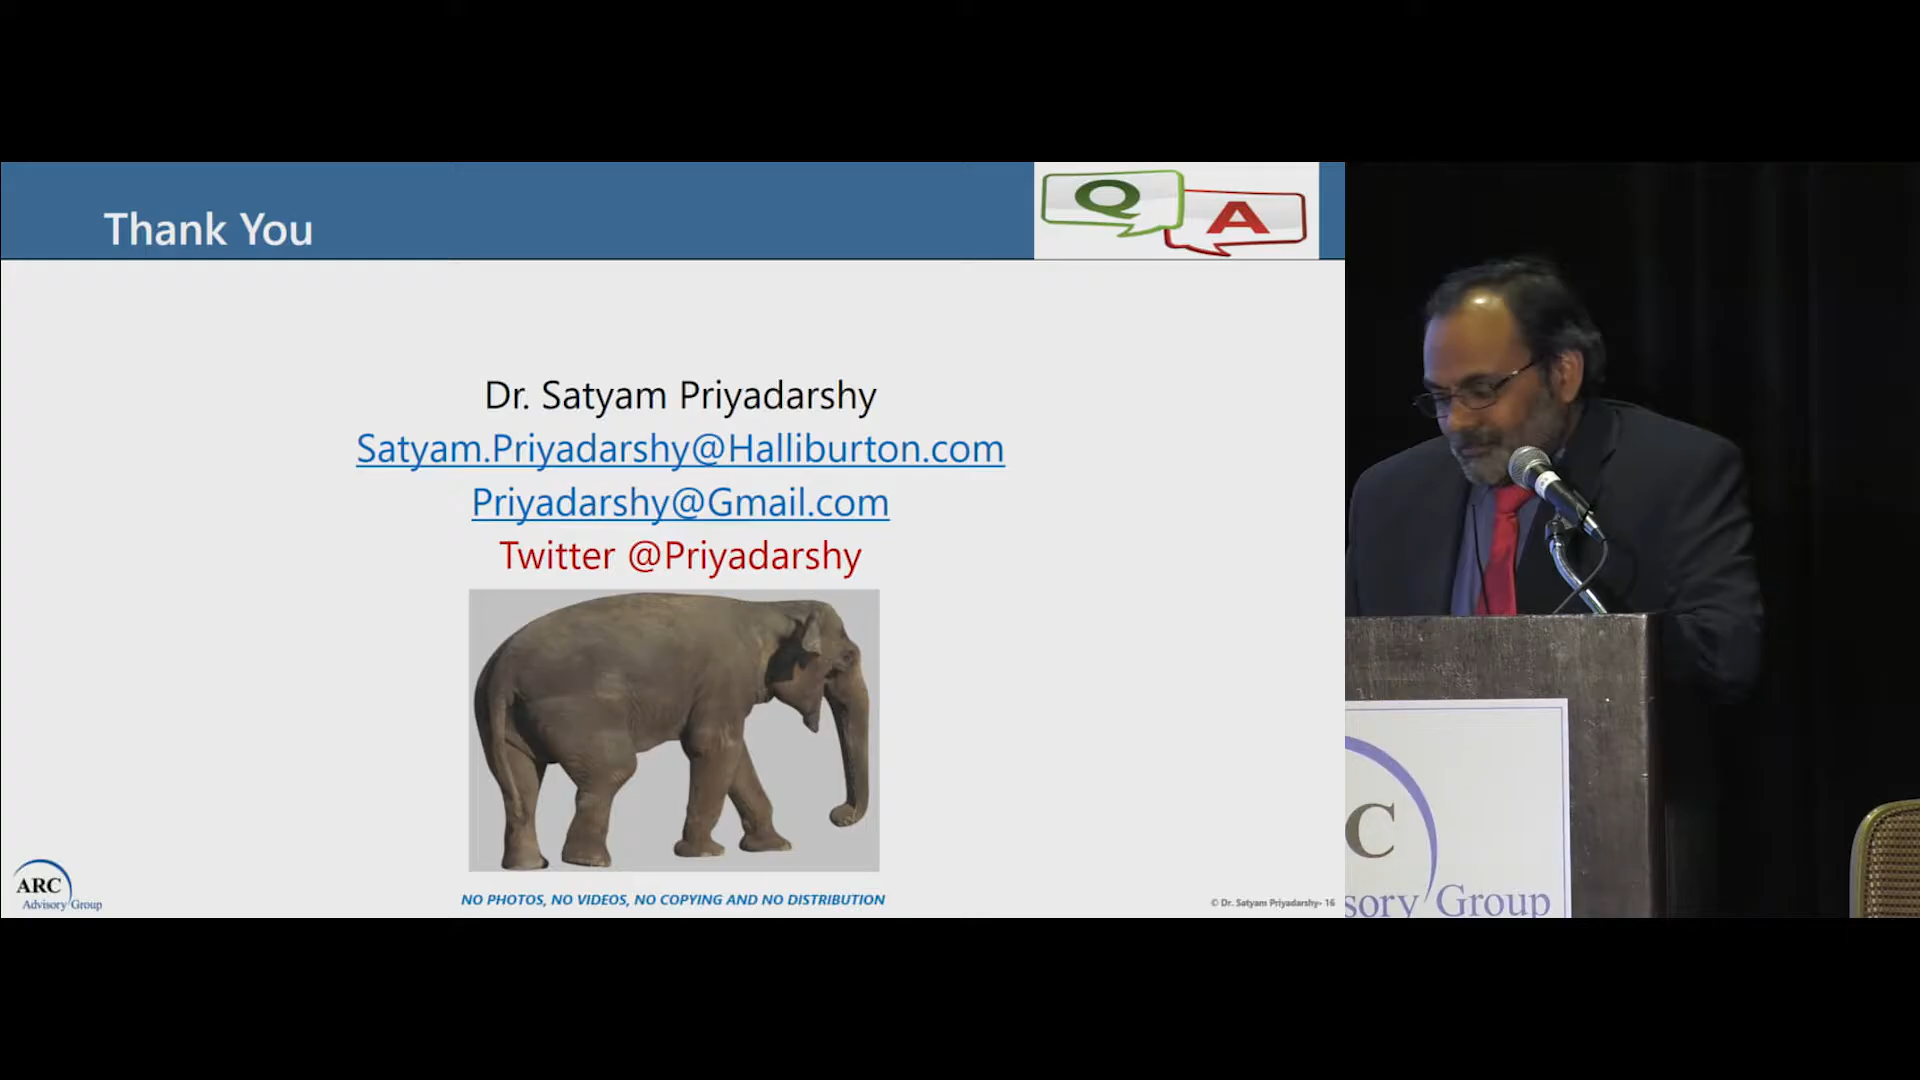 Thank You
Q
A
Dr. Satyam Priyadarshy
Satyam.Priyadarshy@Halliburton.com
Priyadarshy@Gmail.com
Twitter @Priyadarshy
ARC
Advisory Group
NO PHOTOS, NO VIDEOS, NO COPYING AND NO DISTRIBUTION
© Dr. Satyam Priyadarshy- 16
C
sory Group